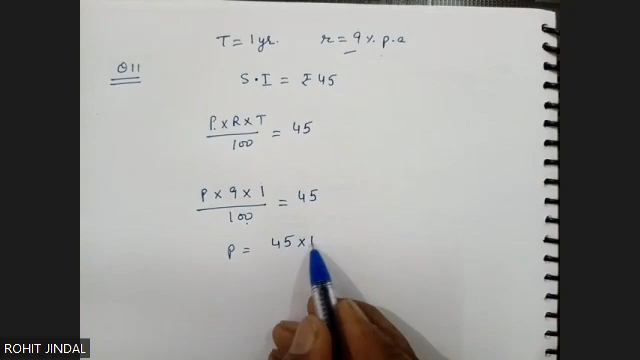 T = 1 yr. r = 9 %. p.a
Q11
S.I = ₹ 45
P x R x T / 100 = 45
P x 9 x 1 / 100 = 45
P = 45 x 1
ROHIT JINDAL